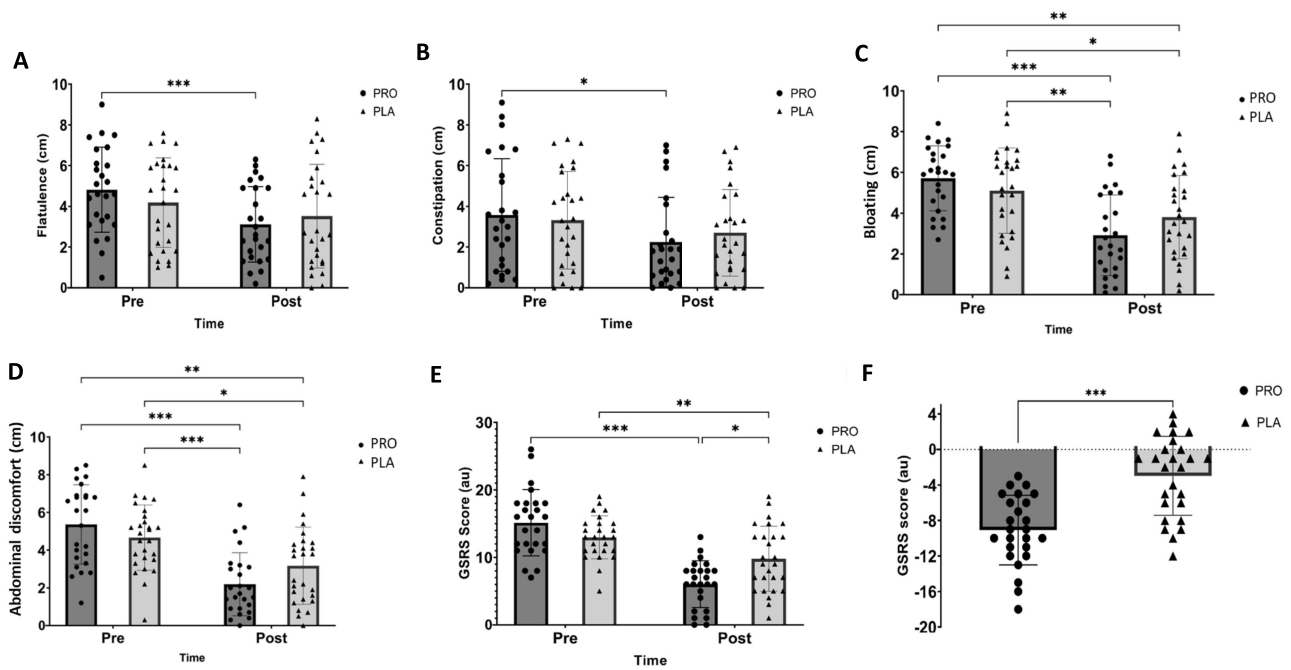 A
***
10
8
6
4
2
0
Flatulence (cm)
Pre
Post
Time
PRO
PLA
B
*
10
8
6
4
2
0
Constipation (cm)
Pre
Post
Time
PRO
PLA
C
**
*
***
**
10
8
6
4
2
0
Bloating (cm)
Pre
Post
Time
PRO
PLA
D
**
*
***
***
10
8
6
4
2
0
Abdominal discomfort (cm)
Pre
Post
Time
PRO
PLA
E
**
***
*
30
20
10
0
GSRS Score (au)
Pre
Post
Time
PRO
PLA
F
***
4
0
-4
-8
-12
-16
-20
GSRS score (au)
PRO
PLA